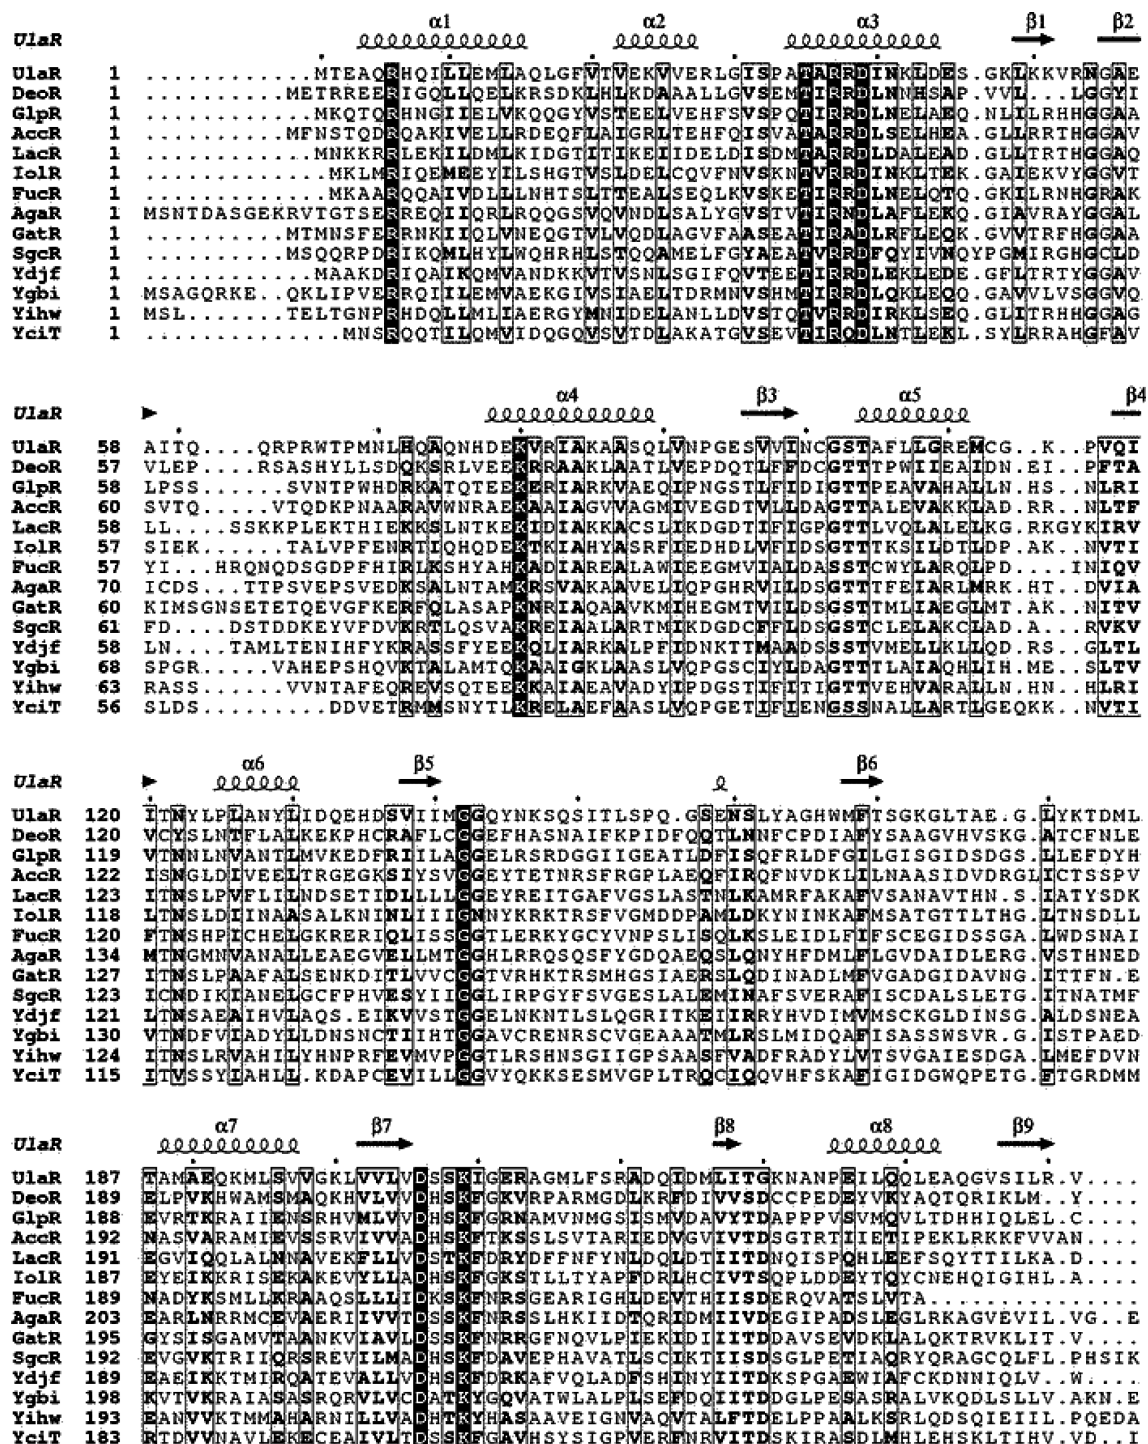 α1 α2 α3 β1 β2
UlaR
UlaR 1 ............MTEAQRHQILLEMLAQLGFVTVEKVVERLGISPATARRDINKLDES.GKLKKVRNGAE
DeoR 1 ..........METRREERIGQLLQELKRSDKLHLKDAAALLGVSEMTIRRDLNNHSAP.VVL...LGGYI
GlpR 1 ............MKQTQRHNGIIELVKQQGYVSTEELVEHFSVSPQTIRRDLNELAEQ.NLILRHHGGAA
AccR 1 ..........MFNSTQDRQAKIVELLRDEQFLAIGRLTEHFQISVATARRDLSELHEA.GLLRRTHGGAV
LacR 1 ............MNKKRRLEKILDMLKIDGTITIKEIIDELDISDMTARRDLDALEAD.GLLTRTHGGAQ
IolR 1 .............MKLMRIQEMEEYILSHGTVSLDELCQVFNVSKNTVRRDINKLTEK.GAIEKVYGGVT
FucR 1 .............MKAARQQAIVDLLLNHTSLTTEALSEQLKVSKETIRRDLNELQTQ.GKILRNHGRAK
AgaR 1 MSNTDASGEKRVTGTSERREQIIQRLRQQGSVQVNDLSALYGVSTVTIRNDLAFLEKQ.GIAVRAYGGAL
GatR 1 ..........MTMNSFERRNKIIQLVNEQGTVLVQDLAGVFAASEATIRADLRFLEQK.GVVTRFHGGAA
SgcR 1 ..........MSQQRPDRIKQMLHYLWQHRHLSTQQAMELFGYAEATVRRDFQYIVNQYPGMIRGHGCLD
Ydjf 1 ............MAAKDRIQAIKQMVANDKKVTVSNLSGIFQVTEETIRRDLEKLEDE.GFLTRTYGGAV
Ygbi 1 MSAGQRKE..QKLIPVERRQIILEMVAEKGIVSIAELTDRMNVSHMTIRRDLQKLEQQ.GAVVLVSGGVQ
Yihw 1 MSL.......TELTGNPRHDQLLMLIAERGYMNIDELANLLDVSTQTVRRDIRKLSEQ.GLITRHHGGAG
YciT 1 ..............MNSRQQTILQMVIDQGQVSVTDLAKATGVSEVTIRQDLNTLEKL.SYLRRAHGFAV
α4 β3 α5 β4
UlaR
UlaR 58 AITQ......QRPRWTPMNLHQAQNHDEKVRIAKAASQLVNPGESVVINCGSTAFLLGREMCG..K..PVQI
DeoR 57 VLEP......RSASHYLLSDQKSRLVEEKRRAAKLAATLVEPDQTLFFDCGTTTPWIIEAIDN.EI..PFTA
GlpR 58 LPSS.......SVNTPWHDRKATQTEEKERIARKVAEQIPNGSTLFIDIGTTPEAVAHALLN.HS..NLRI
AccR 60 SVTQ......VTQDKPNAARAVWNRAEKAAIAGVVAGMIVEGDTVLLDAGTTALEVAKKLAD.RR..NLTF
LacR 58 LL....SSKKPLEKTHIEKKSLNTKEKIDIAKKACSLIKDGDTIFIGPGTTLVQLALELKG.RKGYKIRV
IolR 57 SIEK......TALVPFENRTIQHQDEKTKIAHYASRFIEDHDLVFIDSGTTTKSILDTLDP.AK..NVTI
FucR 57 YI...HRQNQDSGDPFHIRLKSHYAHKADIAREALAWIEEGMVIALDASSTCWYLARQLPD....INIQV
AgaR 70 ICDS...TTPSVEPSVEDKSALNTAMKRSVAKAAVELIQPGHRVILDSGTTTFEIARLMRK.HT..DVIA
GatR 60 KIMSGNSETETQEVGFKERFQLASAPKNRIAQAAVKMIHEGMTVILDSGSTTMLIAEGLMT.AK..NITV
SgcR 61 FD....DSTDDKEYVFDVKRTLQSVAKREIAALARTMIKDGDCFFLDSGSTCLELAKCLAD.A...RVKV
Ydjf 58 LN....TAMLTENIHFYKRASSFYEEKQLIARKALPFIDNKTTMAADSSSTVMELLKLLQD..RS.GLTL
Ygbi 68 SPGR......VAHEPSHQVKTALAMTQKAAIGKLAASLVQPGSCIYLDAGTTTLAIAQHLIH.ME..SLTV
Yihw 63 RASS.......VVNTAFEQREVSQTEEKKAIAEAVADYIPDGSTIFITIGTTVEHVARALLN.HN..HLRI
YciT 56 SLDS.........DDVETRMMSNYTLKRELAEFAASLVQPGETIFIENGSSNALLARTLGEQKK..NVTI
α6 β5 β6
UlaR
UlaR 120 ITNYLPLANYLIDQEHDSVIIMGGQYNKSQSITLSPQ.GSENSLYAGHWMFTSGKGLTAE.G.LYKTDML
DeoR 120 VCYSLNTFLALKEKPHCRAFLCGGEFHASNAIFKPIDFQQTLNNFCPDIAFYSAAGVHVSKG.ATCFNLE
GlpR 119 VTNNLNVANTLMVKEDFRIILAGGELRSRDGGIIGEATLDFISQFRLDFGILGISGIDSDGS.LLEFDYH
AccR 122 ISNGLDIVEELTRGEGKSIYSVGGEYTETNRSFRGPLAEQFIRQFNVDKLILNAASIDVDRGLICTSSPV
LacR 123 ITNSLPVFLILNDSETIDLLLLGGEYREITGAFVGSLASTNLKAMRFAKAFVSANAVTHN.S.IATYSDK
IolR 118 LTNSLDIINAASALKNINLIIIGNNYKRKTRSFVGMDDPAMLDKYNINKAFMSATGTTLTHG.LTNSDLL
FucR 120 FTNSHPICHELGKRERIQLISSGGTLERKYGCYVNPSLISQLKSLEIDLFIFSCEGIDSSGA.LWDSNAI
AgaR 134 MTNGMNVANALLEAEGVELLMTGGHLRRQSQSFYGDQAEQSLQNYHFDMLFLGVDAIDLERG.VSTHNED
GatR 127 ITNSLPAAFALSENKDITLVVCGGTVRHKTRSMHGSIAERSLQDINADLMFVGADGIDAVNG.ITTFN.E
SgcR 123 ICNDIKIANELGCFPHVESYIIGGLIRPGYFSVGESLALEMINAFSVERAFISCDALSLETG.ITNATMF
Ydjf 121 LTNSAEAIHVLAQS.EIKVVSTGGELNKNTLSLQGRITKEIIRRYHVDIMVMSCKGLDINSG.ALDSNEA
Ygbi 130 VTNDFVIADYLLDNSNCTIIHTGGAVCRENRSCVGEAAATMLRSLMIDQAFISASSWSVR.G.ISTPAED
Yihw 124 ITNSLRVAHILYHNPRFEVMVPGGTLRSHNSGIIGPSAASFVADFRADYLVTSVGAIESDGA.LMEFDVN
YciT 115 ITVSSYIAHLL.KDAPCEVILLGGVYQKKSESMVGPLTRQCIQQVHFSKAFIGIDGWQPETG.FTGRDMM
α7 β7 β8 α8 β9
UlaR
UlaR 187 TAMAEQKMLSVVGKLVVLVDSSKIGERAGMLFSRADQIDMLITGKNANPEILQQLEAQGVSILR.V....
DeoR 189 ELPVKHWAMSMAQKHVLVVDHSKFGKVRPARMGDLKRFDIVVSDCCPEDEYVKYAQTQRIKLM..Y....
GlpR 188 EVRTKRAIIENSRHVMLVVDHSKFGRNAMVNMGSISMVDAVYTDAPPPVSVMQVLTDHHIQLEL.C....
AccR 192 NASVARAMIEVSSRVIVVADHSKFTKSSLSVTARIEDVGVIVTDSGTRTIIETIPEKLRKKFVVAN....
LacR 191 EGVIQQLALNNAVEKFLLVDSTKFDRYDFFNFYNLDQLDTIITDNQISPQHLEEFSQYTTILKA.D....
IolR 187 EYEIKKRISEKAKEVYLLADHSKFGKSTLLTYAPFDRLHCIVTSQPLDDEYTQYCNEHQIGIHL.A....
FucR 189 NADYKSMLLKRAAQSLLLIDKSKFNRSGEARIGHLDEVTHIISDERQVATSLVTA...............
AgaR 203 EARLNRRMCEVAERIIVVTDSSKFNRSSLHKIIDTQRIDMIIVDEGIPADSLEGLRKAGVEVIL.VG..E
GatR 195 GYSISGAMVTAANKVIAVLDSSKFNRRGFNQVLPIEKIDIIITDDAVSEVDKLALQKTRVKLIT.V....
SgcR 192 EVGVKTRIIQRSREVILMADHSKFDAVEPHAVATLSCIKTIISDSGLPETIAQRYQRAGCQLFL.PHSIK
Ydjf 189 EAEIKKTMIRQATEVALLVDHSKFDRKAFVQLADFSHINYIITDKSPGAEWIAFCKDNNIQLV..W....
Ygbi 198 KVTVKRAIASASRQRVLVCDATKYGQVATWLALPLSEFDQIITDDGLPESASRALVKQDLSLLV.AKN.E
Yihw 193 EANVVKTMMAHARNILLVADHTKYHASAAVEIGNVAQVTALFTDELPPAALKSRLQDSQIEIIL.PQEDA
YciT 183 RTDVVNAVLEKECEAIVLTDSSKFGAVHSYSIGPVERFNRVITDSKIRASDLMHLEHSKLTIHV.VD..I